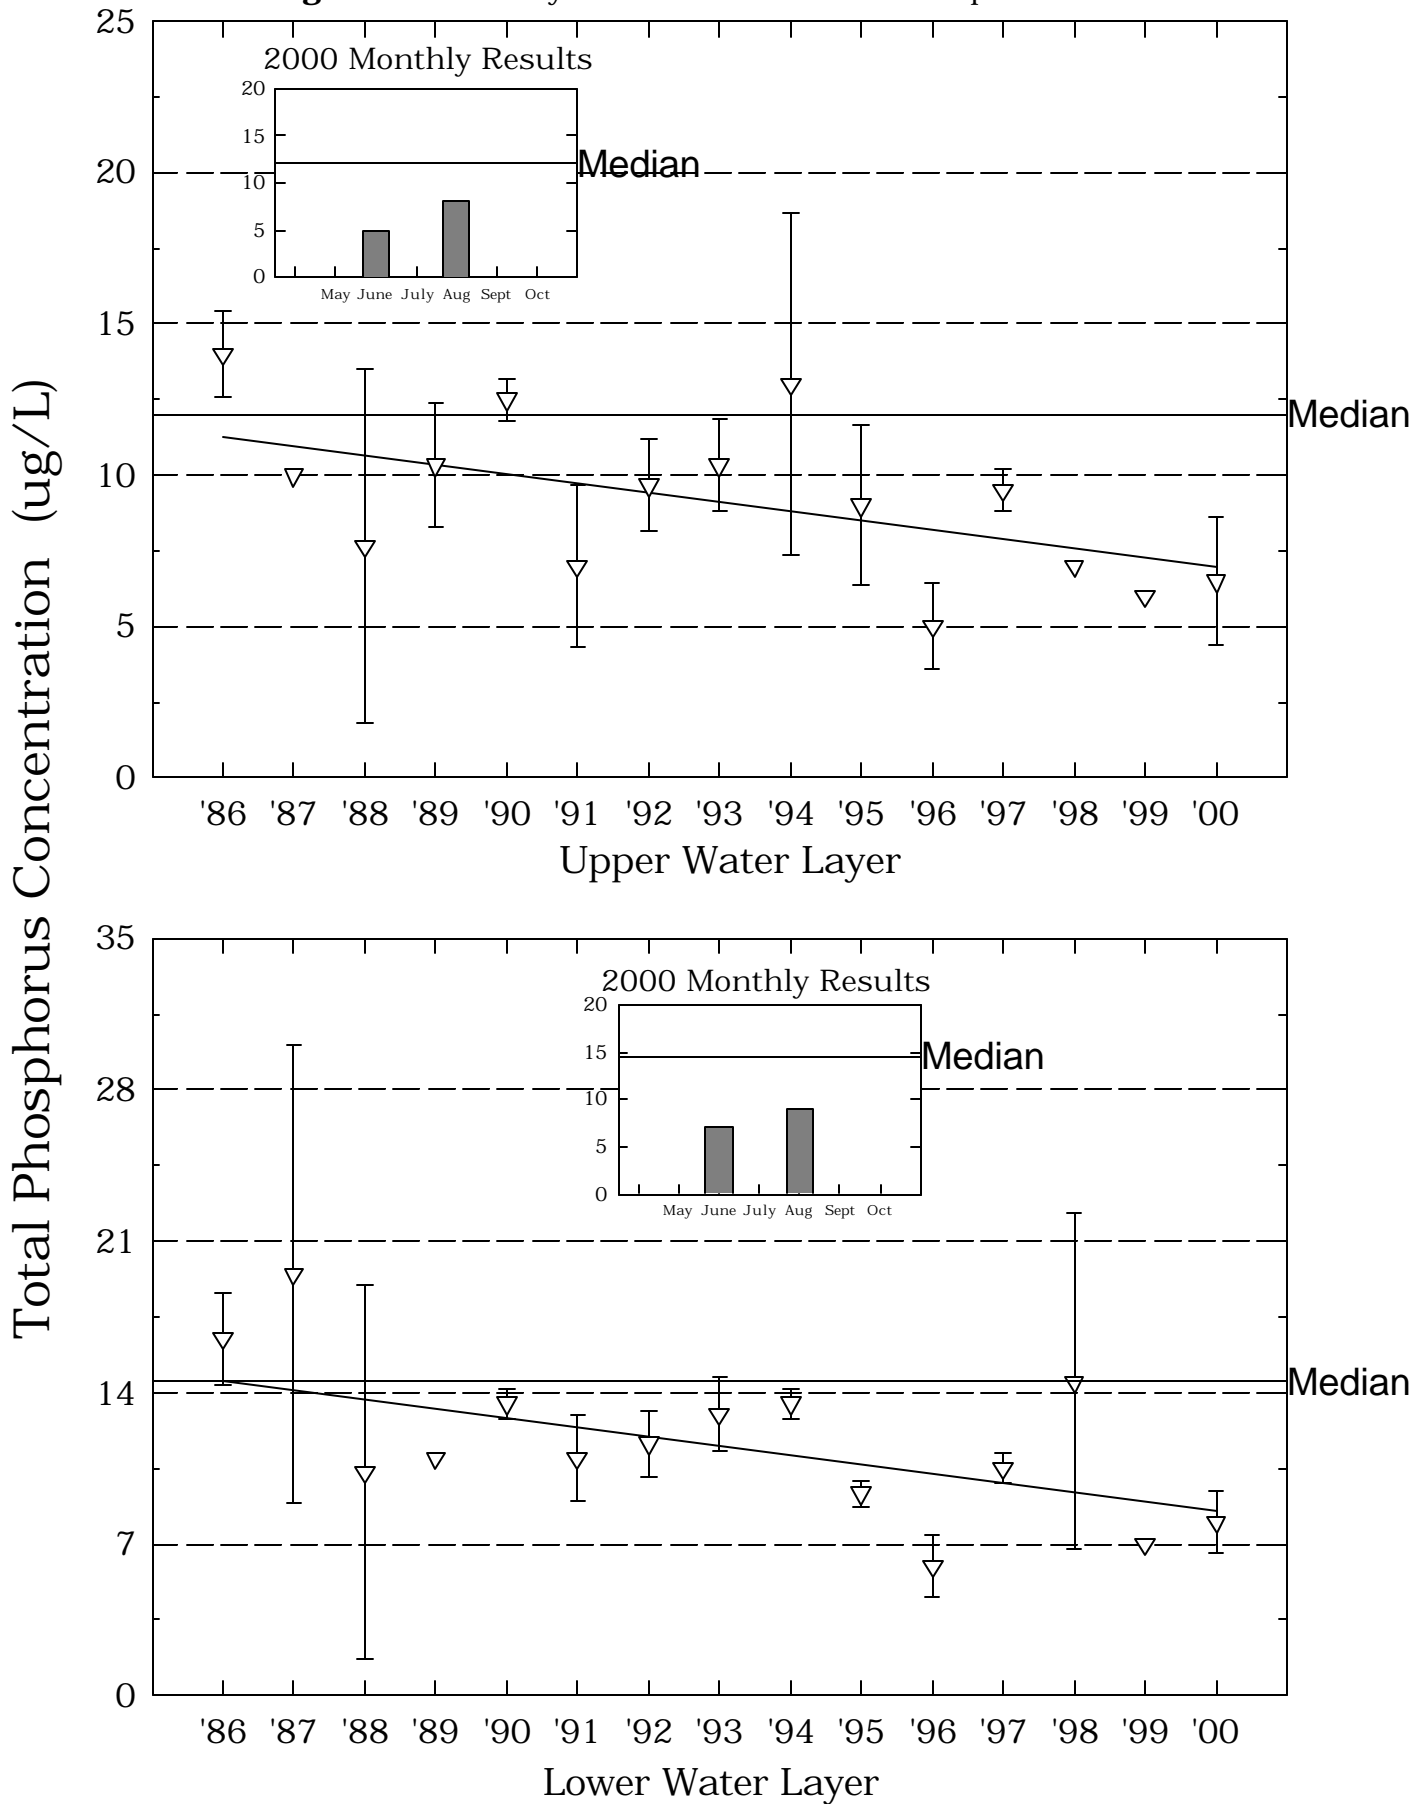 25
2000 Monthly Results
20
15
10
5
0
Median
May June July Aug Sept Oct
20
15
Median
10
5
0
'86 '87 '88 '89 '90 '91 '92 '93 '94 '95 '96 '97 '98 '99 '00
Upper Water Layer
Total Phosphorus Concentration (ug/L)
35
2000 Monthly Results
20
15
10
5
0
Median
May June July Aug Sept Oct
28
21
14
Median
7
0
'86 '87 '88 '89 '90 '91 '92 '93 '94 '95 '96 '97 '98 '99 '00
Lower Water Layer